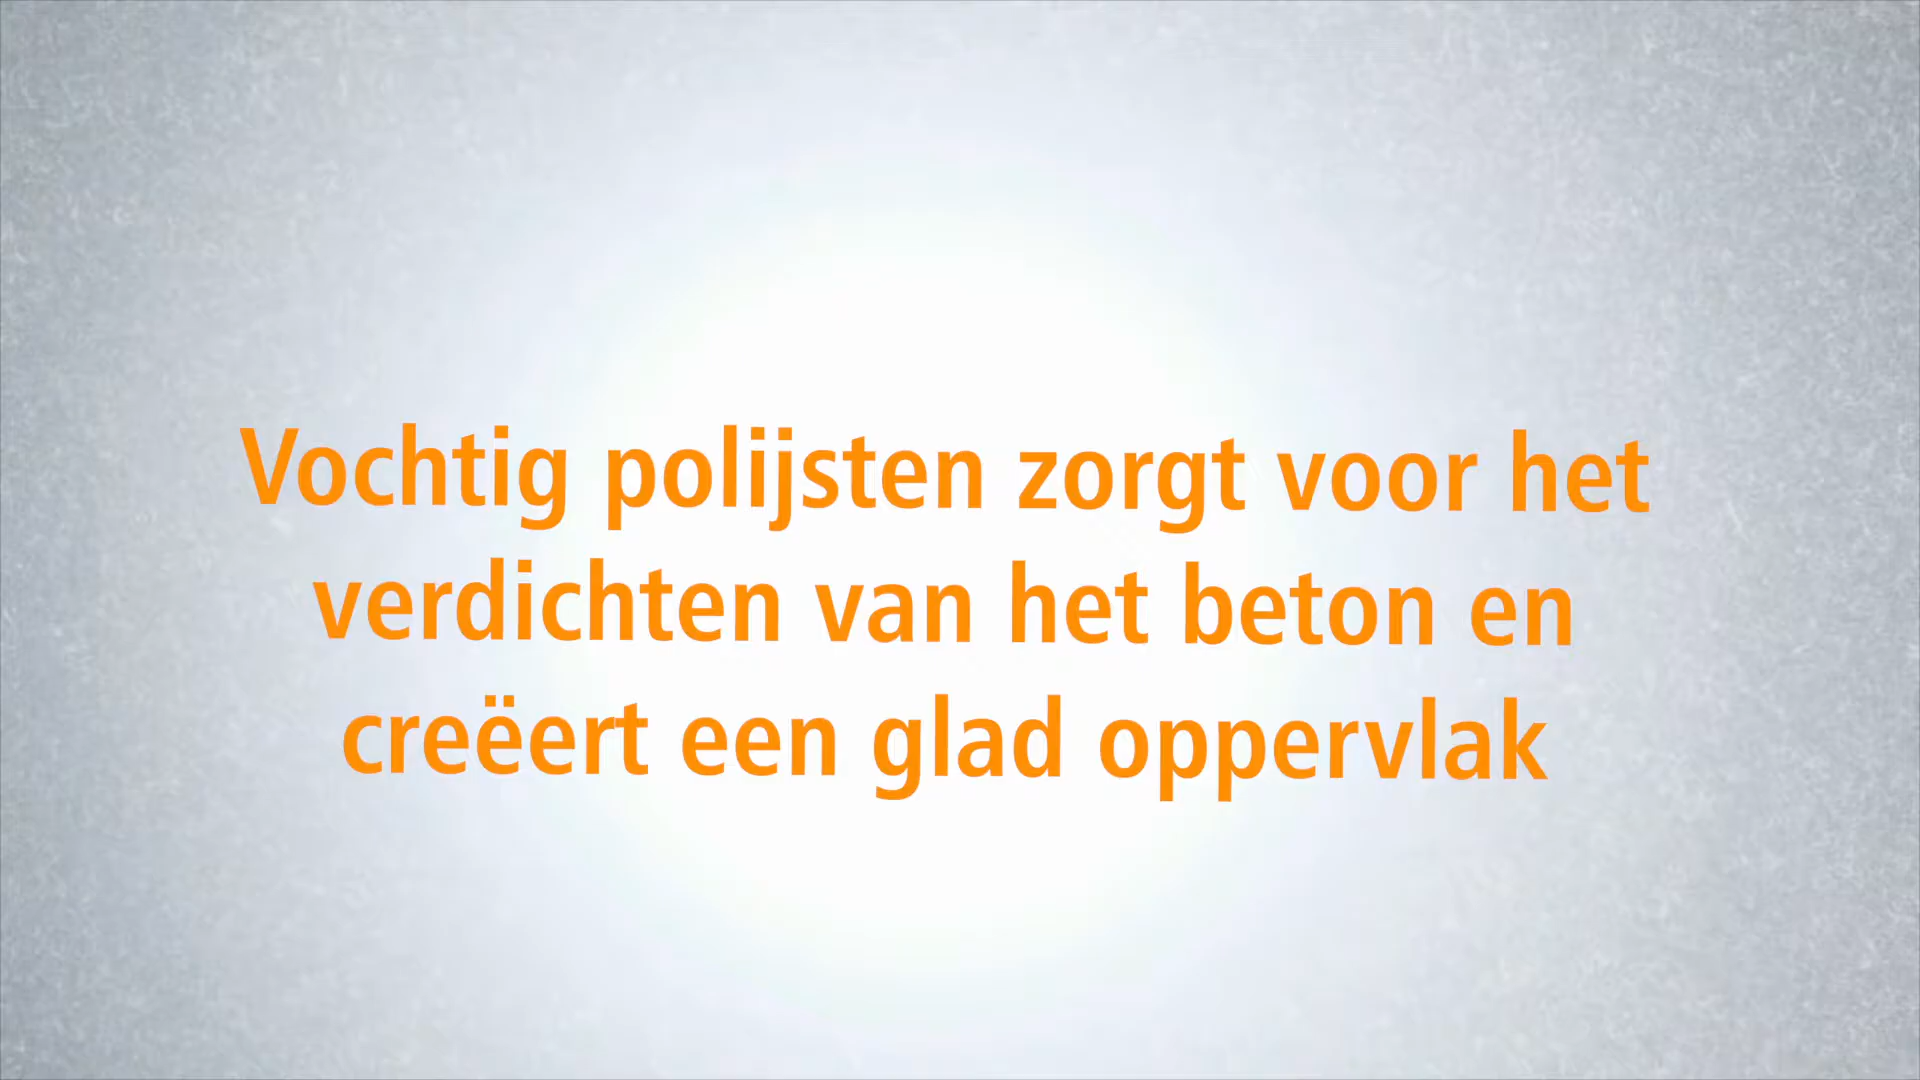 Vochtig polijsten zorgt voor het
verdichten van het beton en
creëert een glad oppervlak